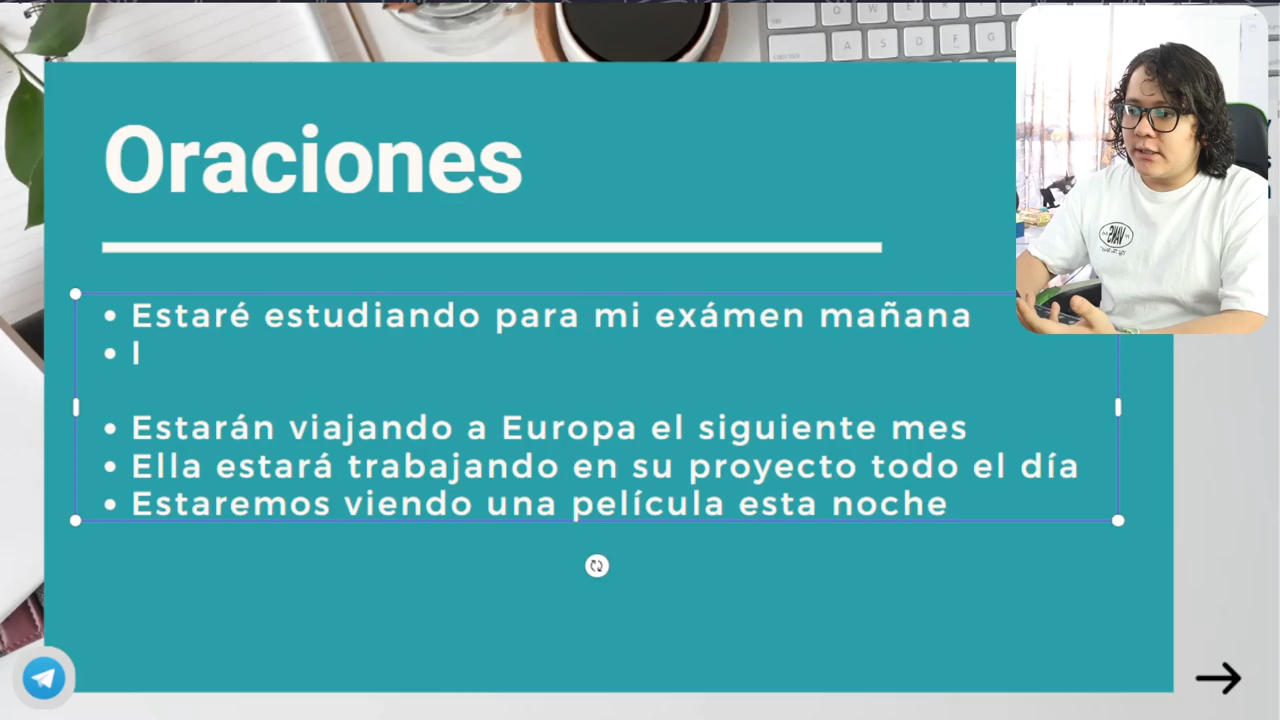 Oraciones
• Estaré estudiando para mi exámen mañana
• I
• Estarán viajando a Europa el siguiente mes
• Ella estará trabajando en su proyecto todo el día
• Estaremos viendo una película esta noche
Q W E R T Y U I
A S D F G